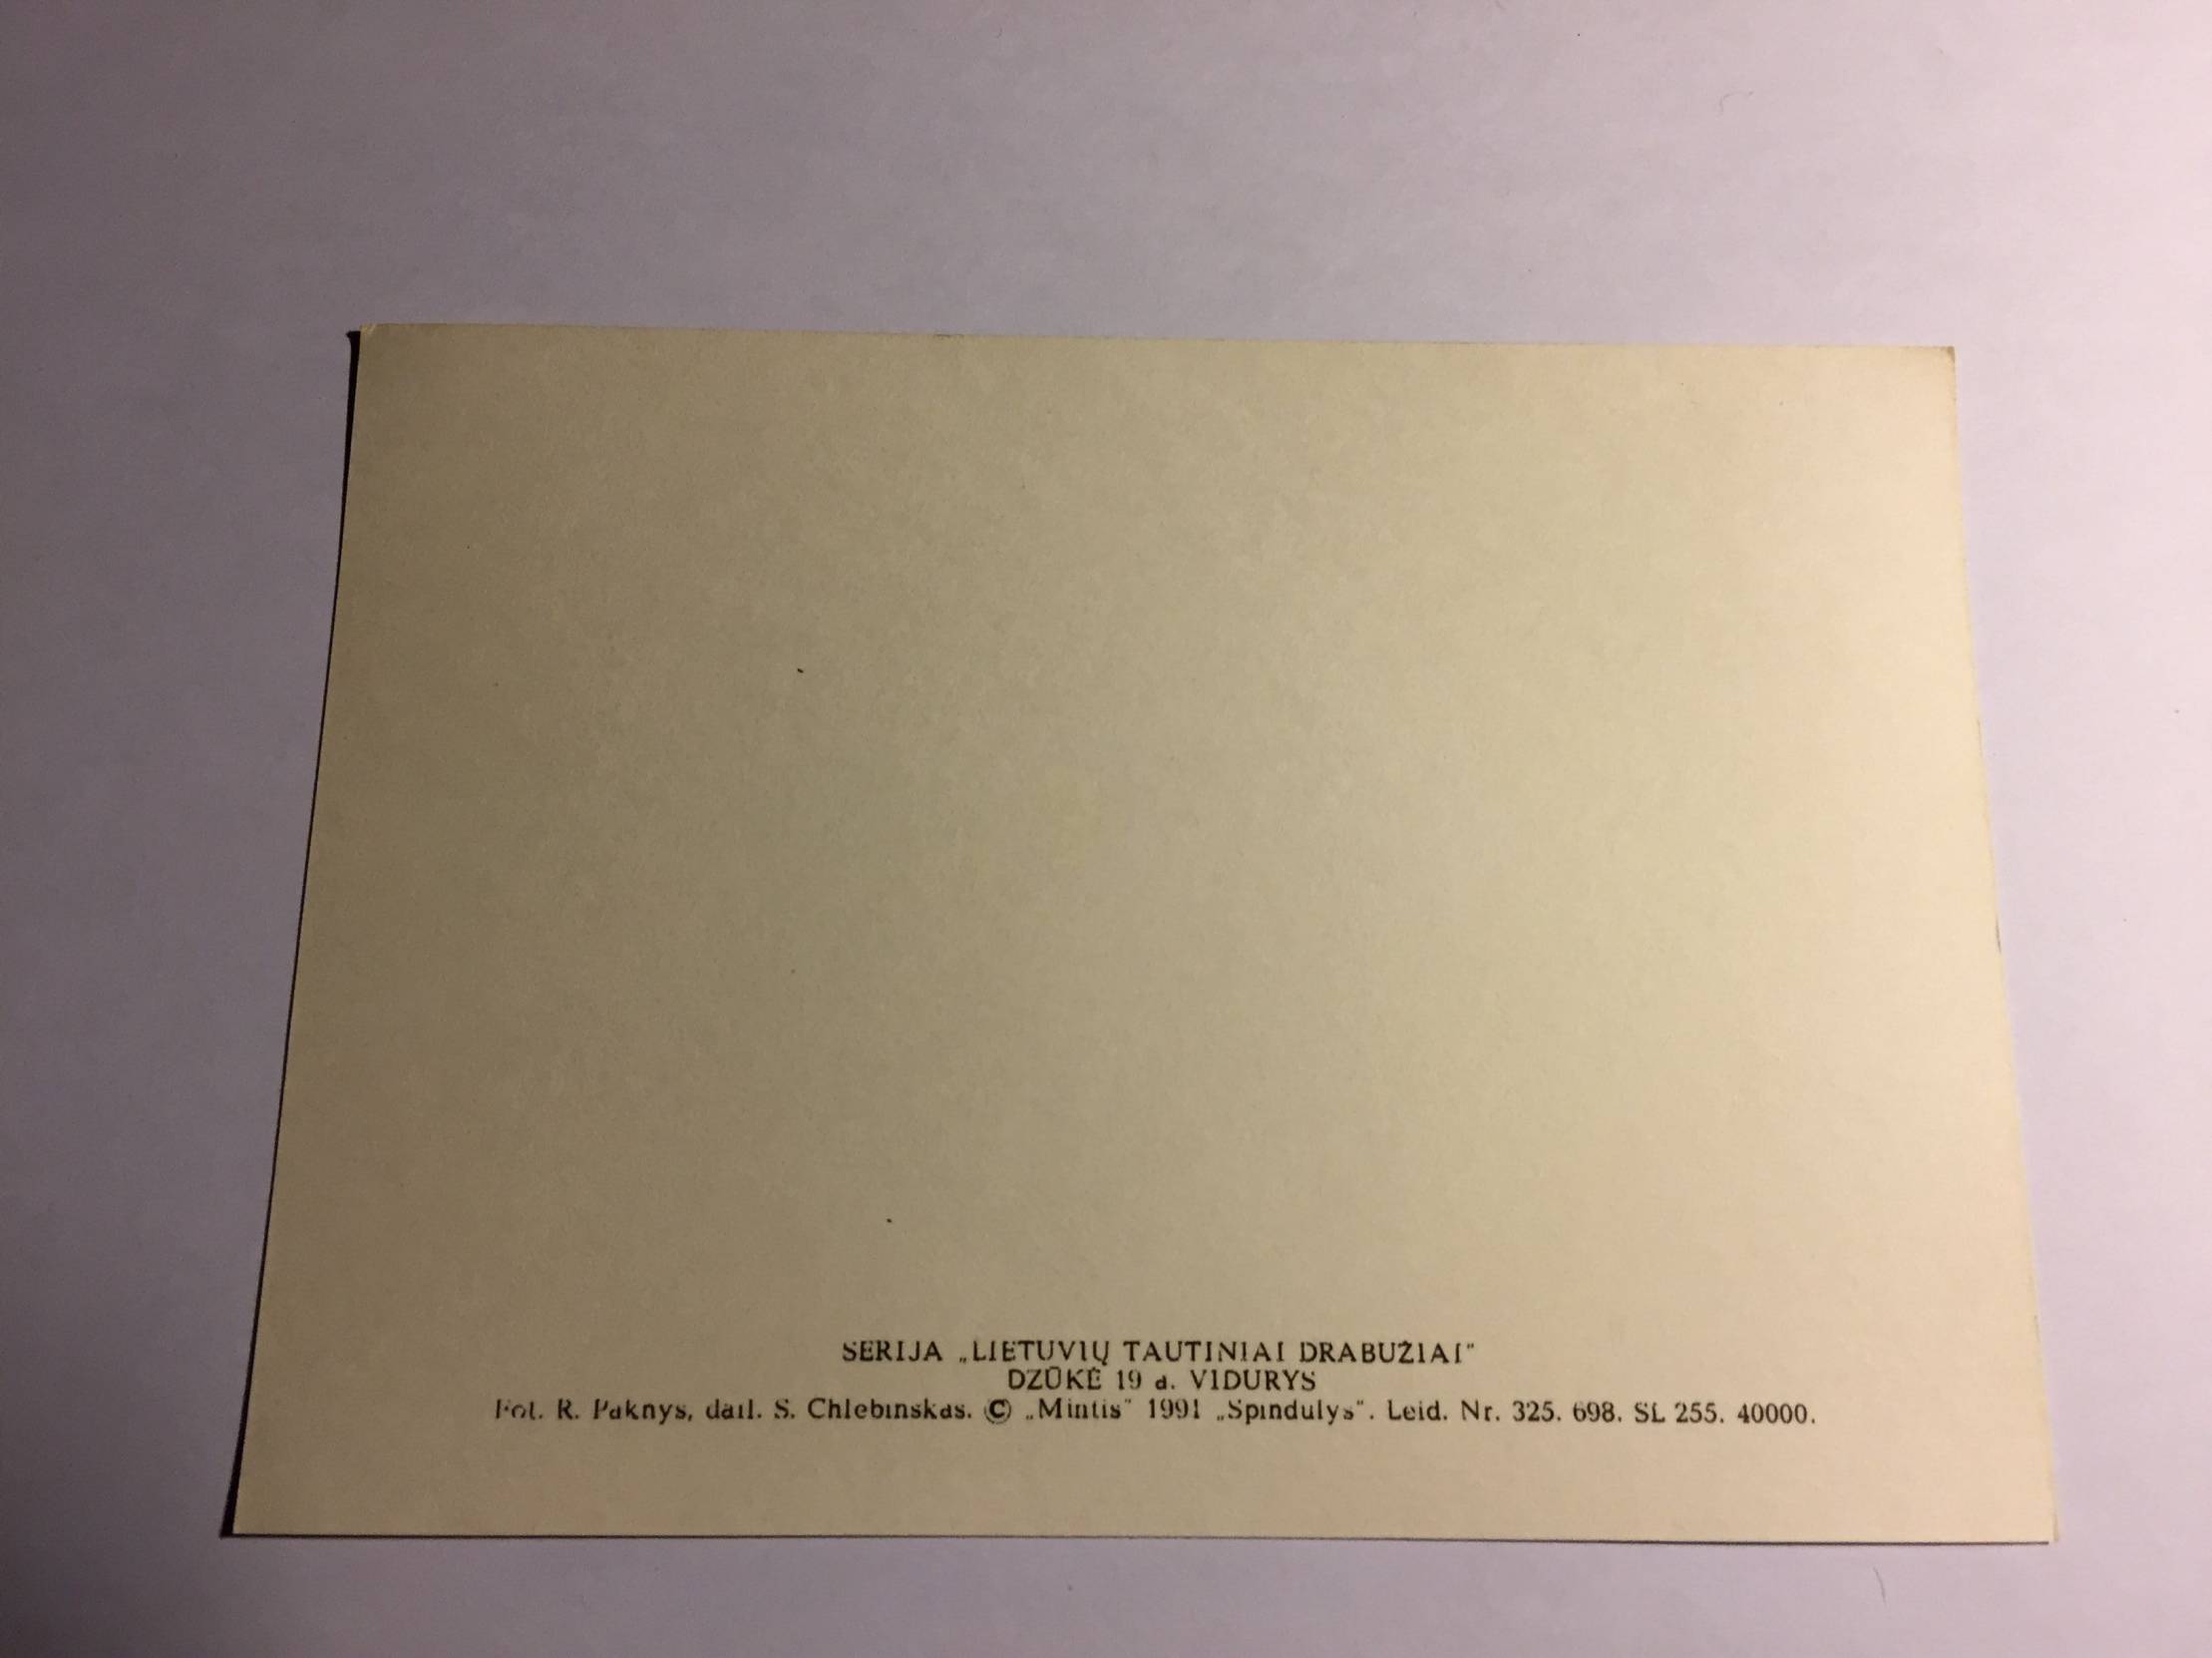 SERIJA „LIETUVIŲ TAUTINIAI DRABUŽIAI"
DZŪKĖ 19 a. VIDURYS
Fot. R. Paknys, dail. S. Chlebinskas. © „Mintis" 1991 „Spindulys". Leid. Nr. 325. 698. SL 255. 40000.